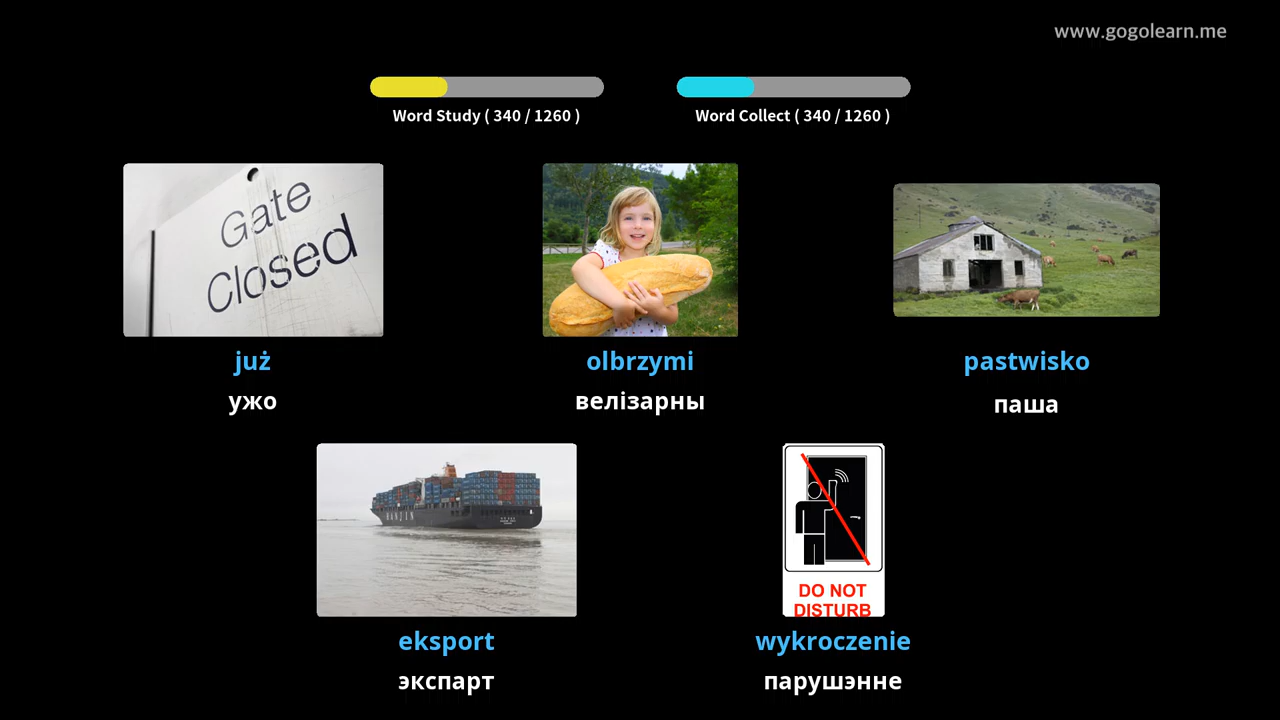 www.gogolearn.me
Word Study ( 340 / 1260 )
Word Collect ( 340 / 1260 )
Gate
Closed
już
olbrzymi
pastwisko
ужо
велізарны
паша
HANJIN
DO NOT
DISTURB
eksport
wykroczenie
экспарт
парушэнне